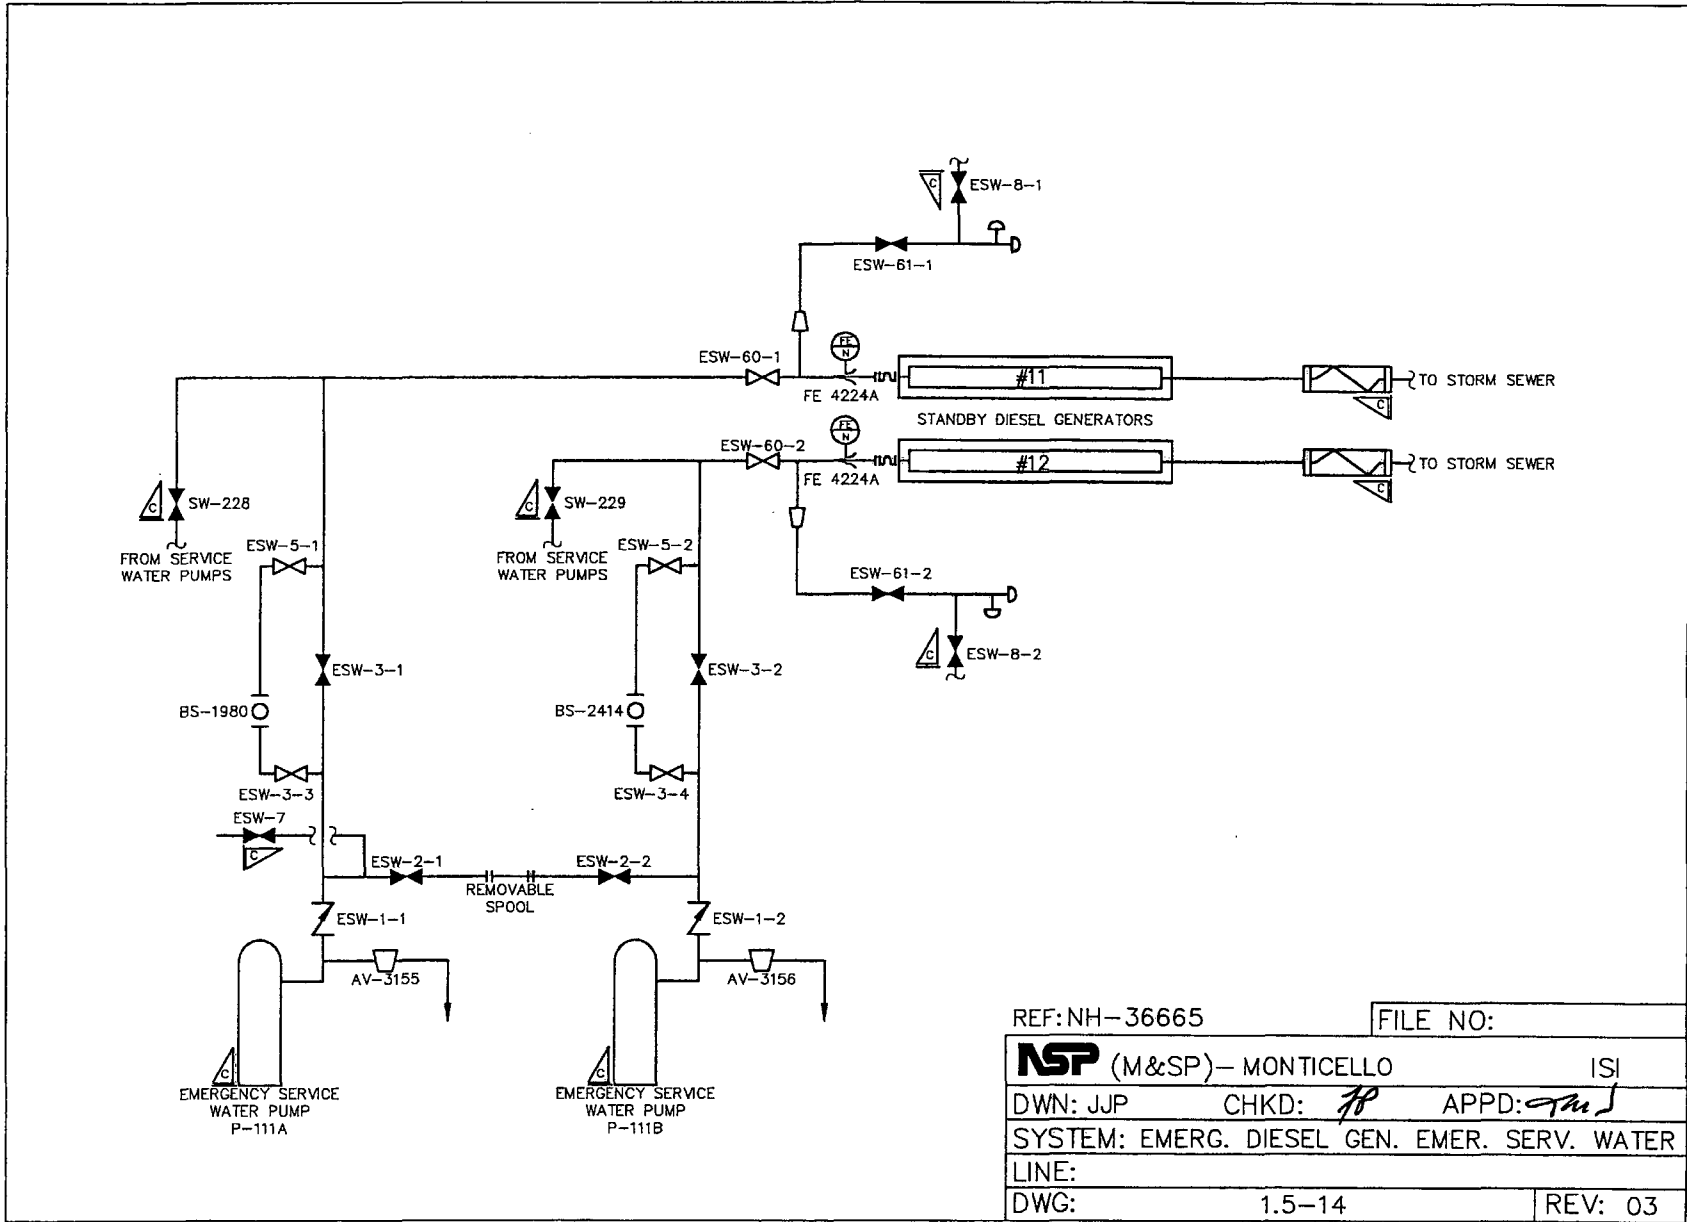 C
ESW-8-1
ESW-61-1
ESW-60-1
FE
N
FE 4224A
#11
TO STORM SEWER
C
STANDBY DIESEL GENERATORS
ESW-60-2
FE
N
FE 4224A
#12
TO STORM SEWER
C
C
SW-228
FROM SERVICE
WATER PUMPS
C
SW-229
FROM SERVICE
WATER PUMPS
ESW-5-1
ESW-5-2
ESW-61-2
C
ESW-8-2
ESW-3-1
ESW-3-2
BS-1980
BS-2414
ESW-3-3
ESW-3-4
ESW-7
C
ESW-2-1
REMOVABLE
SPOOL
ESW-2-2
ESW-1-1
ESW-1-2
AV-3155
AV-3156
C
EMERGENCY SERVICE
WATER PUMP
P-111A
C
EMERGENCY SERVICE
WATER PUMP
P-111B
REF: NH-36665
FILE NO:
NSP (M&SP)- MONTICELLO ISI
DWN: JJP CHKD: APPD:
SYSTEM: EMERG. DIESEL GEN. EMER. SERV. WATER
LINE:
DWG: 1.5-14 REV: 03